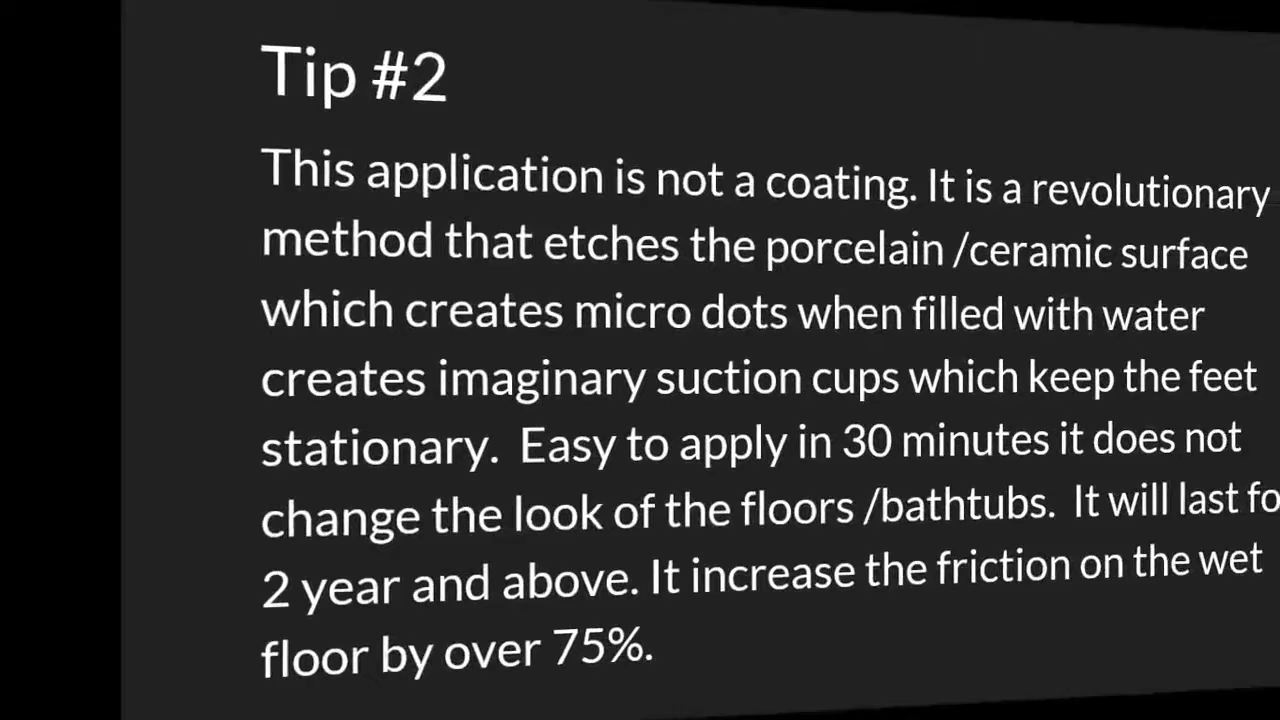 Tip #2
This application is not a coating. It is a revolutionary
method that etches the porcelain /ceramic surface
which creates micro dots when filled with water
creates imaginary suction cups which keep the feet
stationary.  Easy to apply in 30 minutes it does not
change the look of the floors /bathtubs.  It will last fo
2 year and above. It increase the friction on the wet
floor by over 75%.